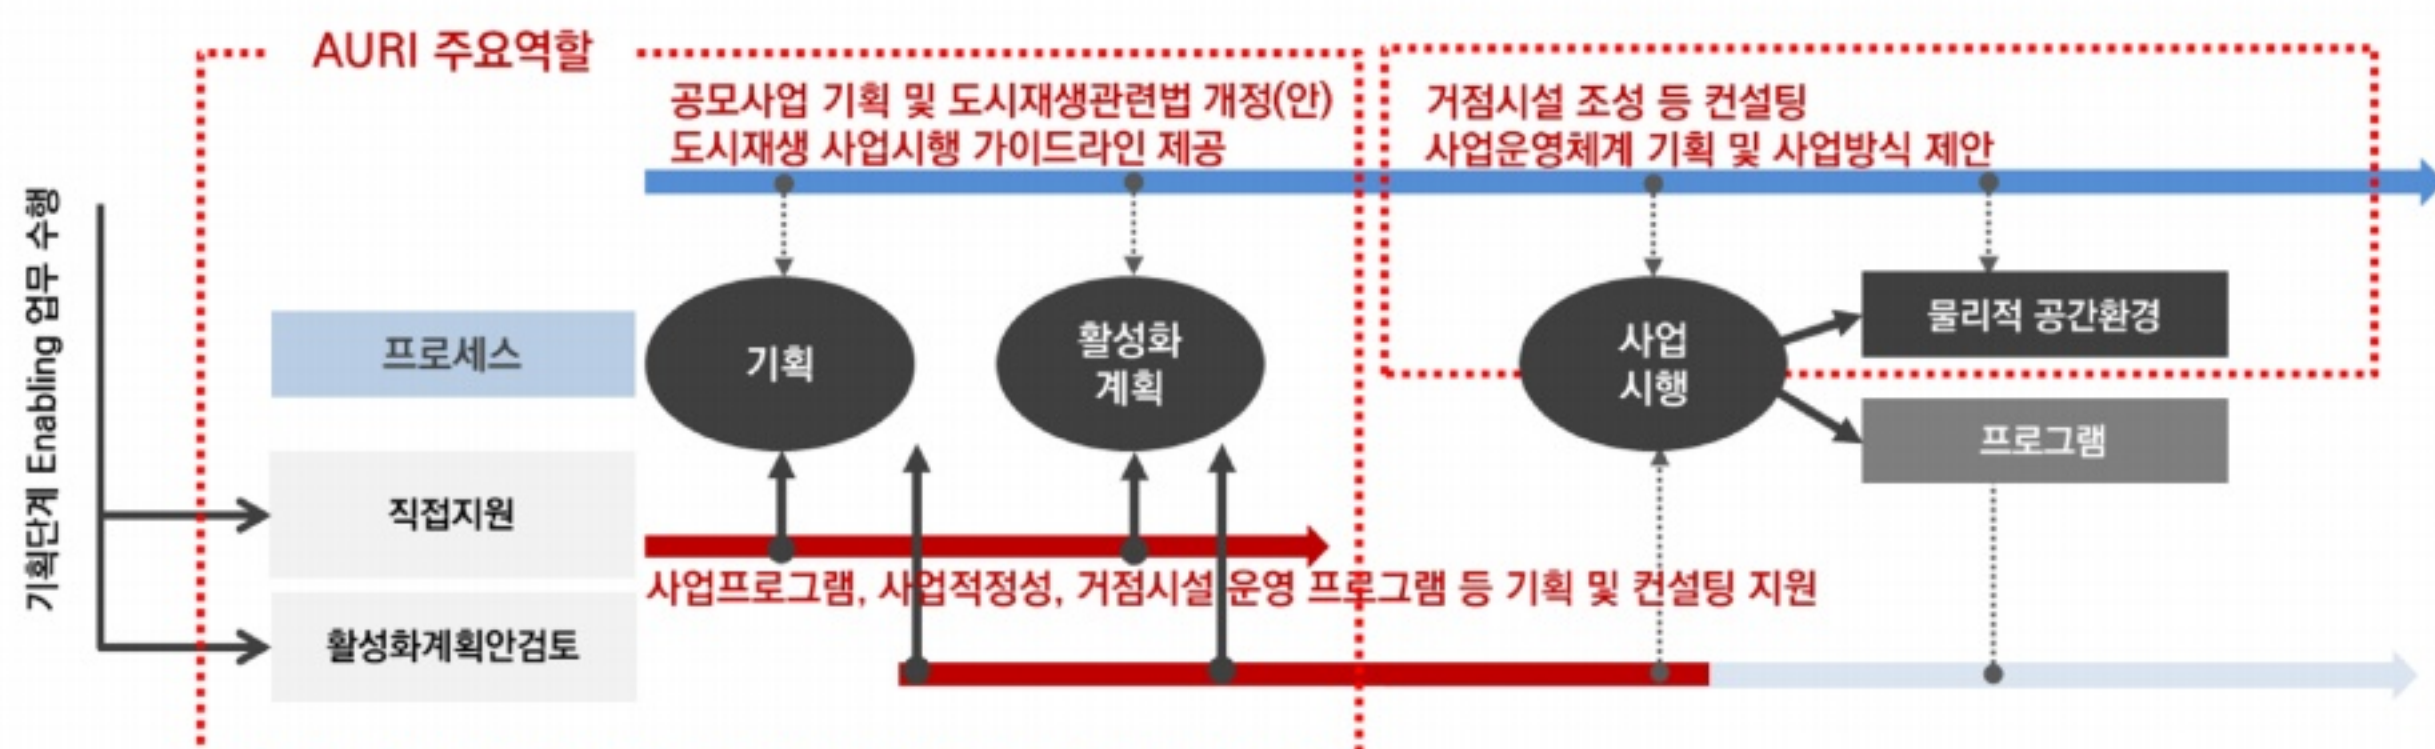 AURI 주요역할
공모사업 기획 및 도시재생관련법 개정(안)
도시재생 사업시행 가이드라인 제공
거점시설 조성 등 컨설팅
사업운영체계 기획 및 사업방식 제안
기획단계 Enabling 업무 수행
프로세스
기획
활성화
계획
사업
시행
물리적 공간환경
프로그램
직접지원
사업프로그램, 사업적정성, 거점시설 운영 프로그램 등 기획 및 컨설팅 지원
활성화계획안검토